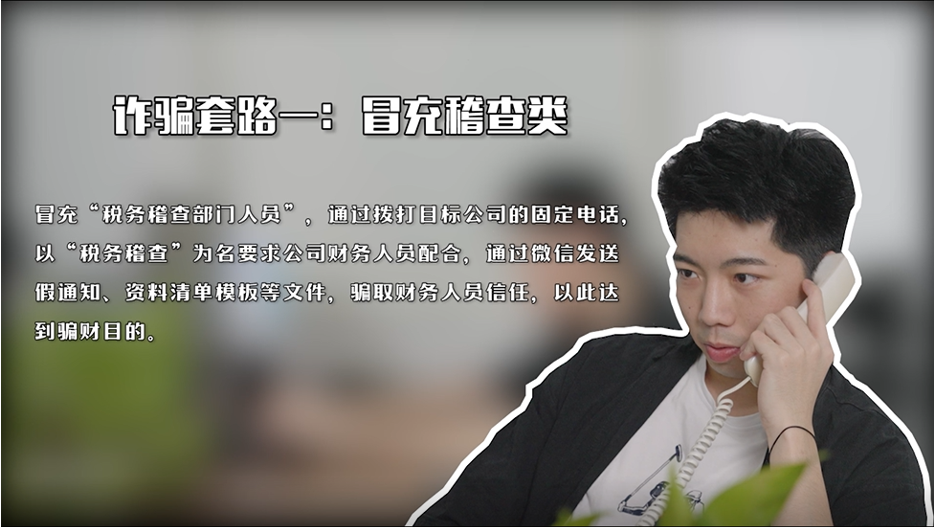 诈骗套路一：冒充稽查类
冒充“税务稽查部门人员”，通过拨打目标公司的固定电话，
以“税务稽查”为名要求公司财务人员配合，通过微信发送
假通知、资料清单模板等文件，骗取财务人员信任，以此达
到骗财目的。